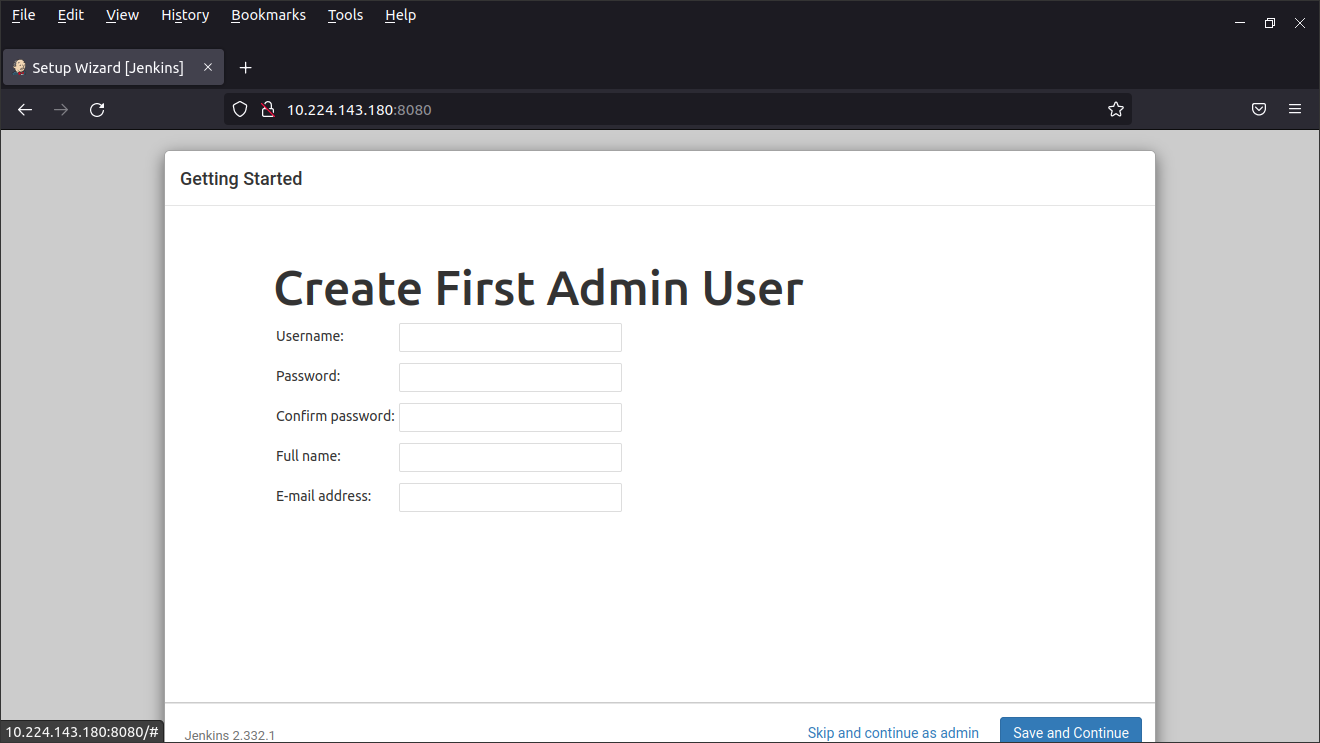 File Edit View History Bookmarks Tools Help
Setup Wizard [Jenkins]
10.224.143.180:8080
Getting Started
Create First Admin User
Username:
Password:
Confirm password:
Full name:
E-mail address:
10.224.143.180:8080/#
Jenkins 2.332.1
Skip and continue as admin
Save and Continue